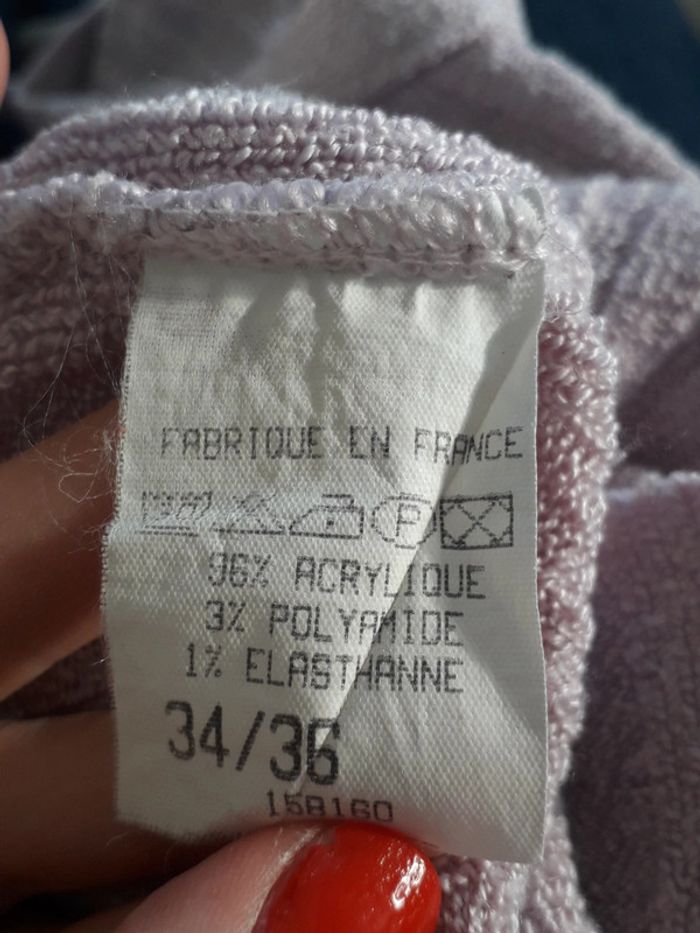 FABRIQUE EN FRANCE
P
96% ACRYLIQUE
3% POLYAMIDE
1% ELASTHANNE
34/36
15B160